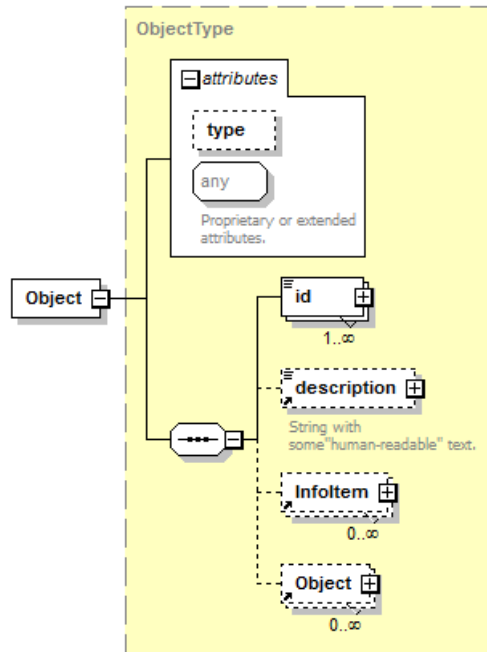 ObjectType
attributes
type
any
Proprietary or extended
attributes.
Object
id
1..∞
description
String with
some"human-readable" text.
InfoItem
0..∞
Object
0..∞